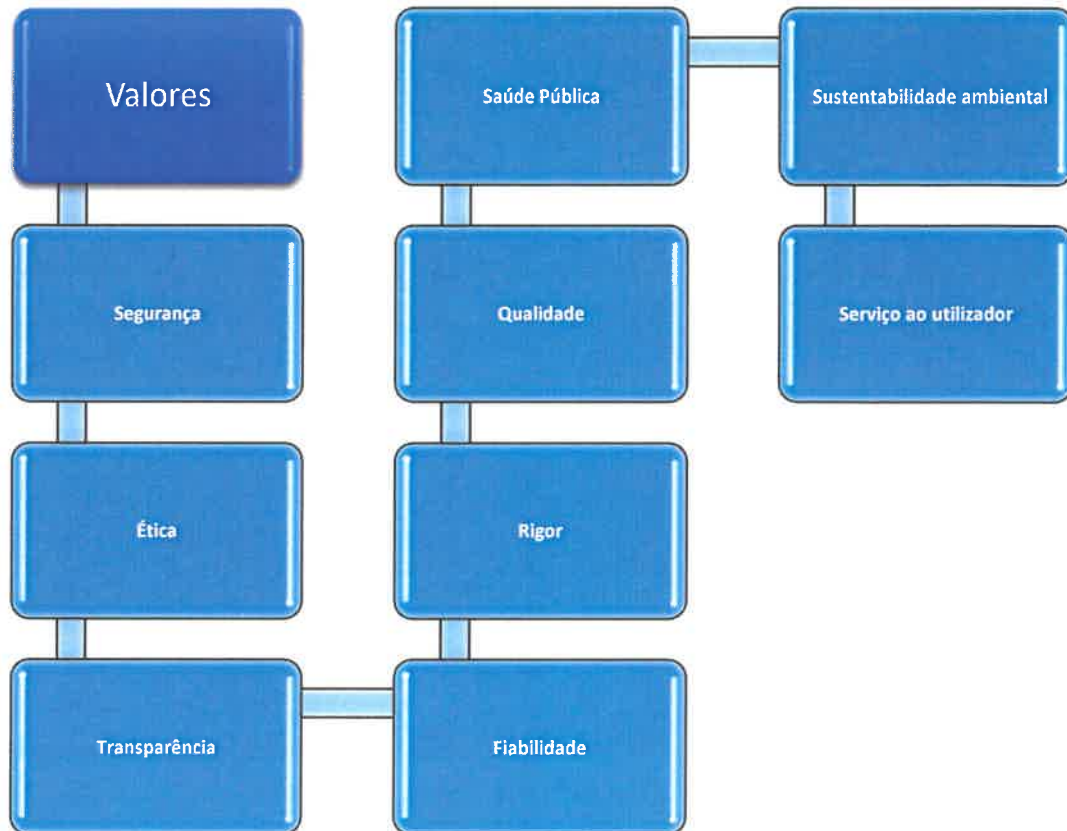 Valores
Segurança
Ética
Transparência
Fiabilidade
Rigor
Qualidade
Saúde Pública
Sustentabilidade ambiental
Serviço ao utilizador